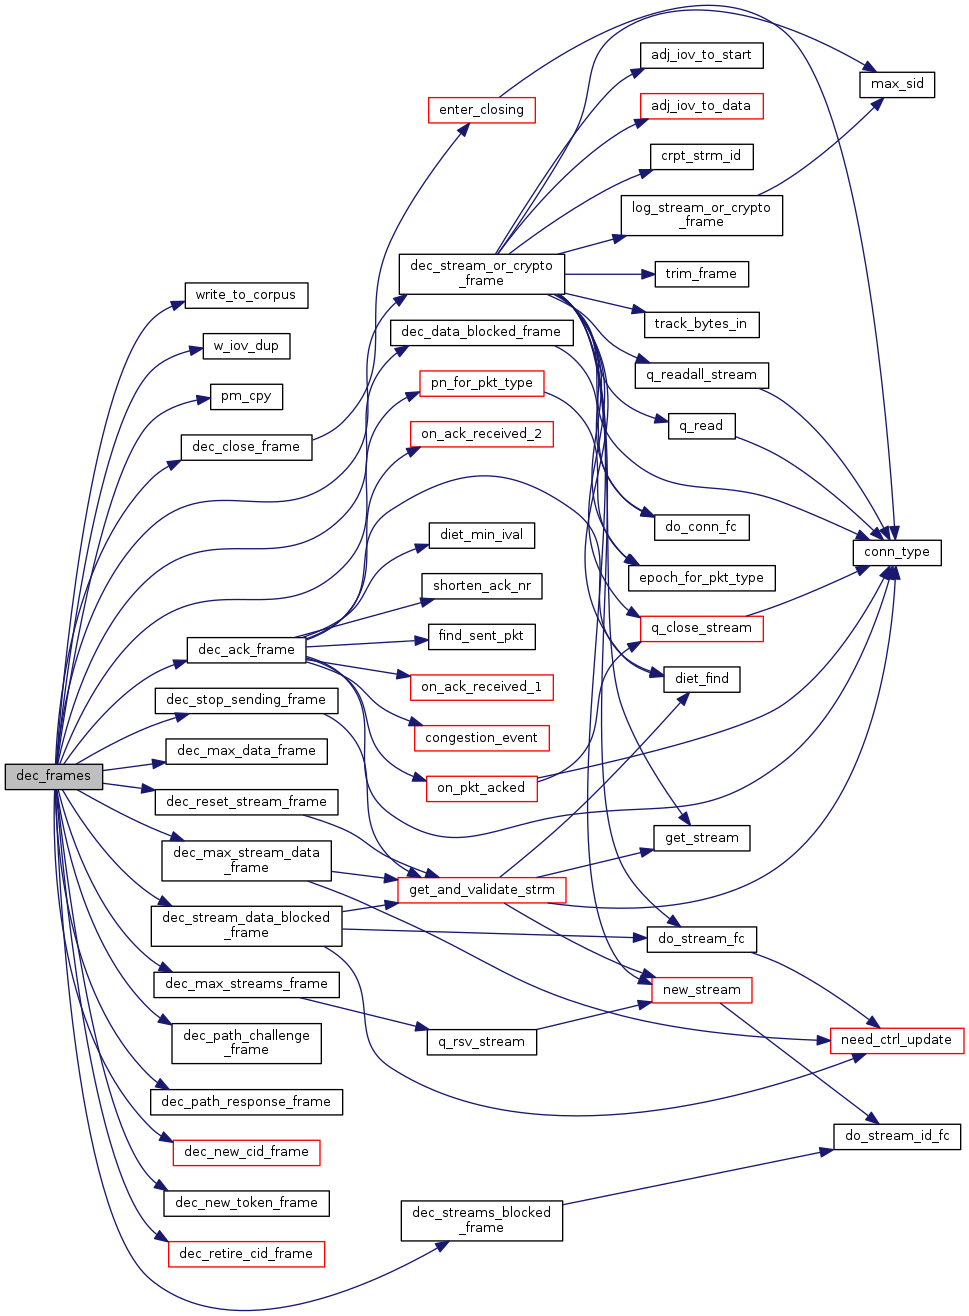 dec_frames
write_to_corpus
w_iov_dup
pm_cpy
dec_close_frame
dec_ack_frame
dec_stop_sending_frame
dec_max_data_frame
dec_reset_stream_frame
dec_max_stream_data
_frame
dec_stream_data_blocked
_frame
dec_max_streams_frame
dec_path_challenge
_frame
dec_path_response_frame
dec_new_cid_frame
dec_new_token_frame
dec_retire_cid_frame
enter_closing
dec_stream_or_crypto
_frame
dec_data_blocked_frame
pn_for_pkt_type
on_ack_received_2
diet_min_ival
shorten_ack_nr
find_sent_pkt
on_ack_received_1
congestion_event
on_pkt_acked
get_and_validate_strm
q_rsv_stream
dec_streams_blocked
_frame
adj_iov_to_start
adj_iov_to_data
crpt_strm_id
log_stream_or_crypto
_frame
trim_frame
track_bytes_in
q_readall_stream
q_read
do_conn_fc
epoch_for_pkt_type
q_close_stream
diet_find
get_stream
do_stream_fc
new_stream
max_sid
conn_type
need_ctrl_update
do_stream_id_fc